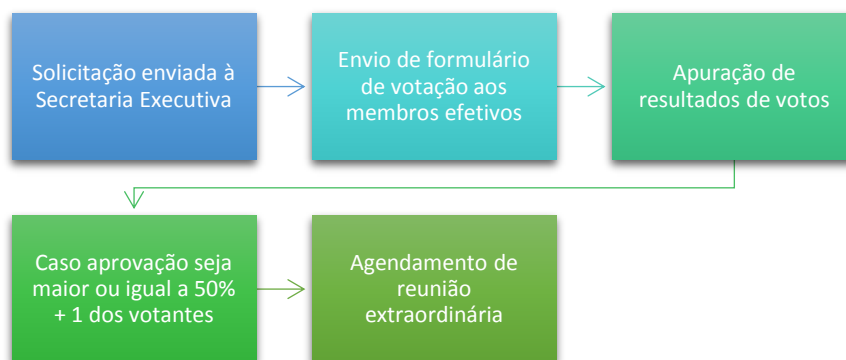 Solicitação enviada à
Secretaria Executiva
Envio de formulário
de votação aos
membros efetivos
Apuração de
resultados de votos
Caso aprovação seja
maior ou igual a 50%
+ 1 dos votantes
Agendamento de
reunião
extraordinária